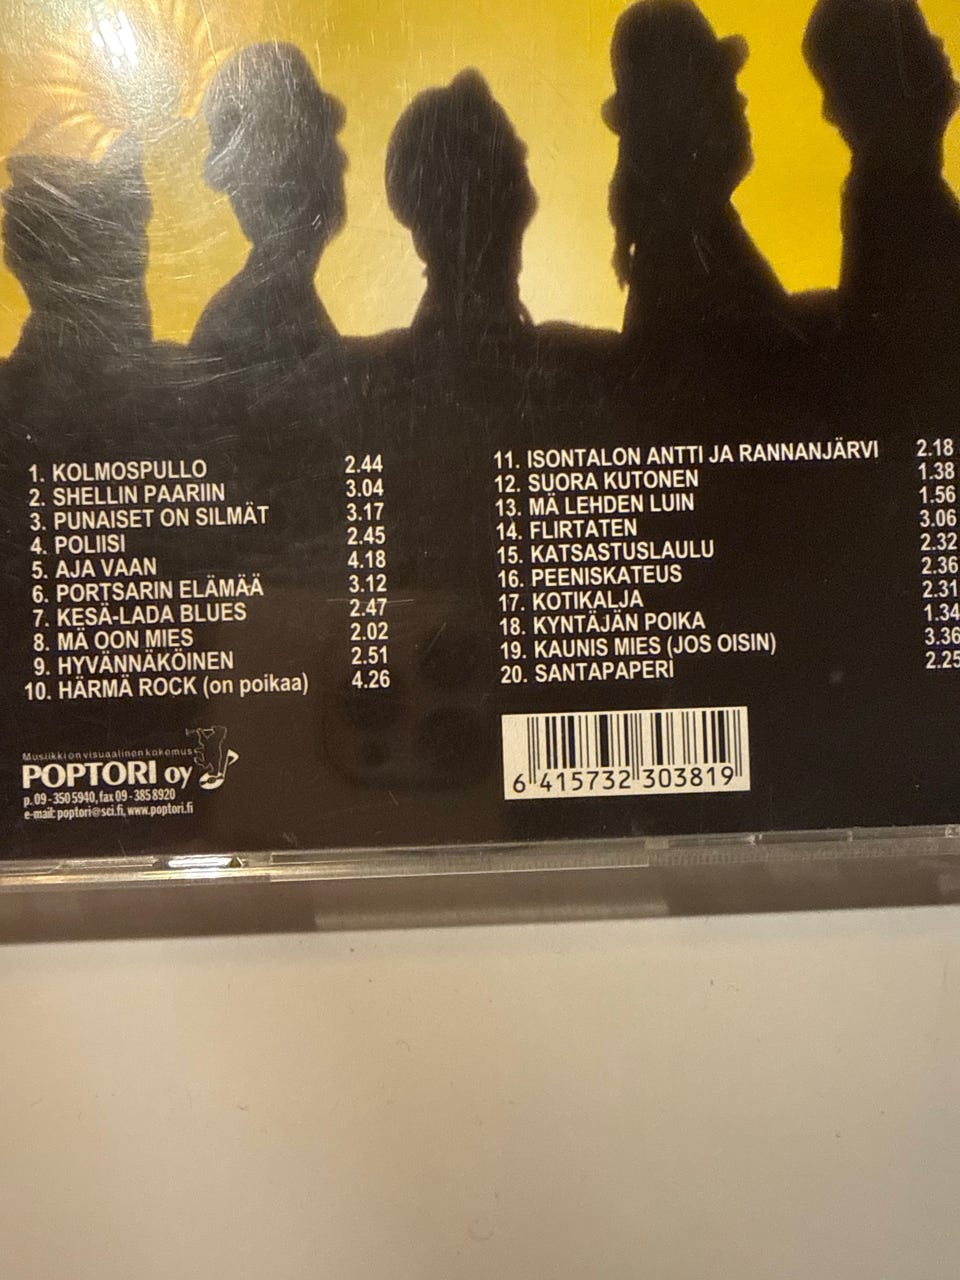 1. KOLMOSPULLO 2.44
2. SHELLIN PAARIIN 3.04
3. PUNAISET ON SILMÄT 3.17
4. POLIISI 2.45
5. AJA VAAN 4.18
6. PORTSARIN ELÄMÄÄ 3.12
7. KESÄ-LADA BLUES 2.47
8. MÄ OON MIES 2.02
9. HYVÄNNÄKÖINEN 2.51
10. HÄRMÄ ROCK (on poikaa) 4.26
11. ISONTALON ANTTI JA RANNANJÄRVI 2.18
12. SUORA KUTONEN 1.38
13. MÄ LEHDEN LUIN 1.56
14. FLIRTATEN 3.06
15. KATSASTUSLAULU 2.32
16. PEENISKATEUS 2.36
17. KOTIKALJA 2.31
18. KYNTÄJÄN POIKA 1.34
19. KAUNIS MIES (JOS OISIN) 3.36
20. SANTAPAPERI 2.25
Musiikki on visuaalinen kokemus
POPTORI oy
p. 09-350 5940, fax 09-385 8920
e-mail: poptori@sci.fi, www.poptori.fi
6 415732 303819